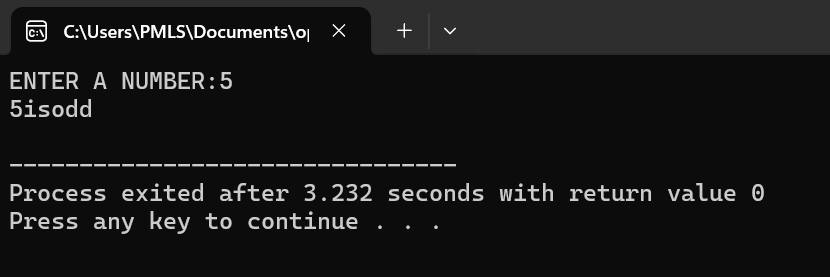 C:\Users\PMLS\Documents\o
ENTER A NUMBER:5
5isodd
--------------------------------
Process exited after 3.232 seconds with return value 0
Press any key to continue . . .